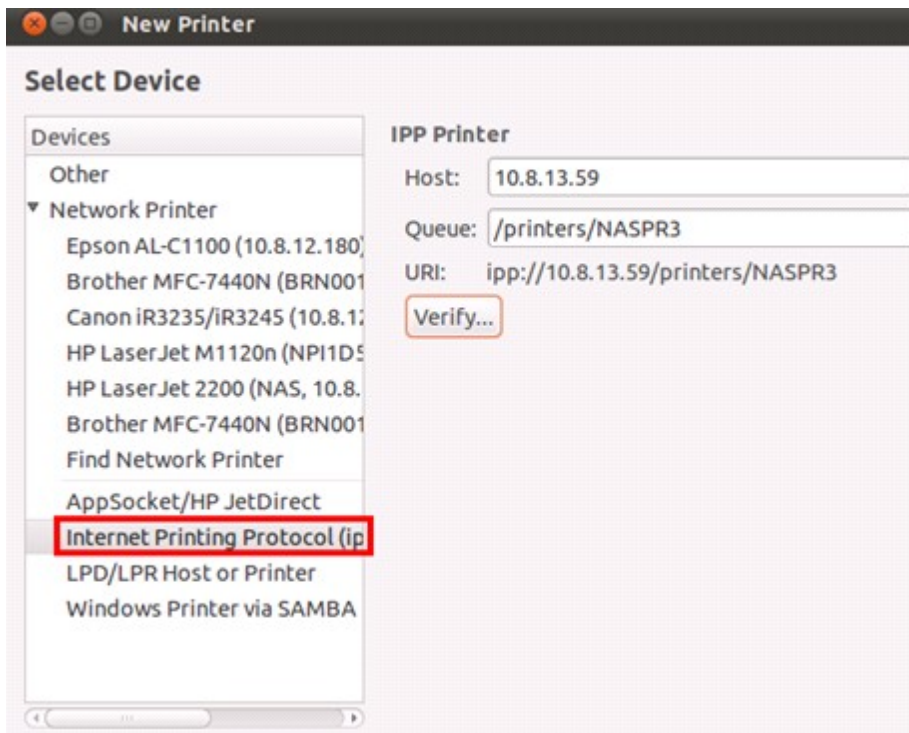 New Printer
Select Device
Devices
Other
Network Printer
Epson AL-C1100 (10.8.12.180)
Brother MFC-7440N (BRN001
Canon iR3235/iR3245 (10.8.12
HP LaserJet M1120n (NPI1D5
HP LaserJet 2200 (NAS, 10.8.
Brother MFC-7440N (BRN001
Find Network Printer
AppSocket/HP JetDirect
Internet Printing Protocol (ip
LPD/LPR Host or Printer
Windows Printer via SAMBA
IPP Printer
Host: 10.8.13.59
Queue: /printers/NASPR3
URI: ipp://10.8.13.59/printers/NASPR3
Verify...